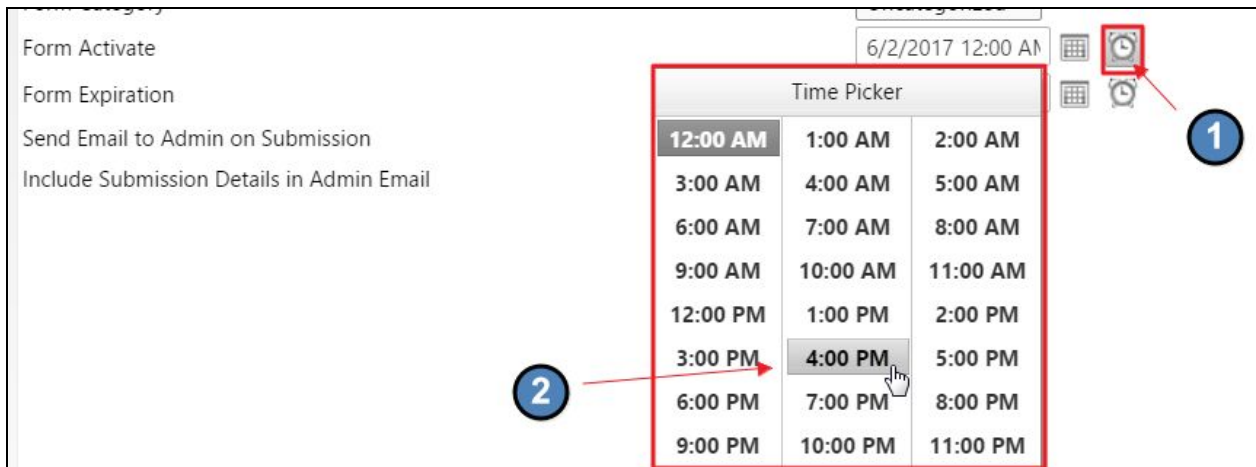 Form Category Uncategorized
Form Activate 6/2/2017 12:00 AM
Form Expiration
Time Picker
Send Email to Admin on Submission
Include Submission Details in Admin Email
12:00 AM 1:00 AM 2:00 AM
3:00 AM 4:00 AM 5:00 AM
6:00 AM 7:00 AM 8:00 AM
9:00 AM 10:00 AM 11:00 AM
12:00 PM 1:00 PM 2:00 PM
3:00 PM 4:00 PM 5:00 PM
6:00 PM 7:00 PM 8:00 PM
9:00 PM 10:00 PM 11:00 PM
1
2